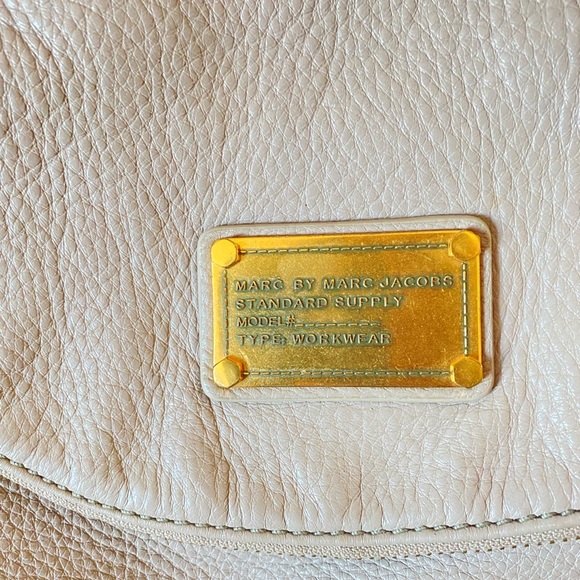 MARC BY MARC JACOBS
STANDARD SUPPLY
MODEL#
TYPE: WORKWEAR